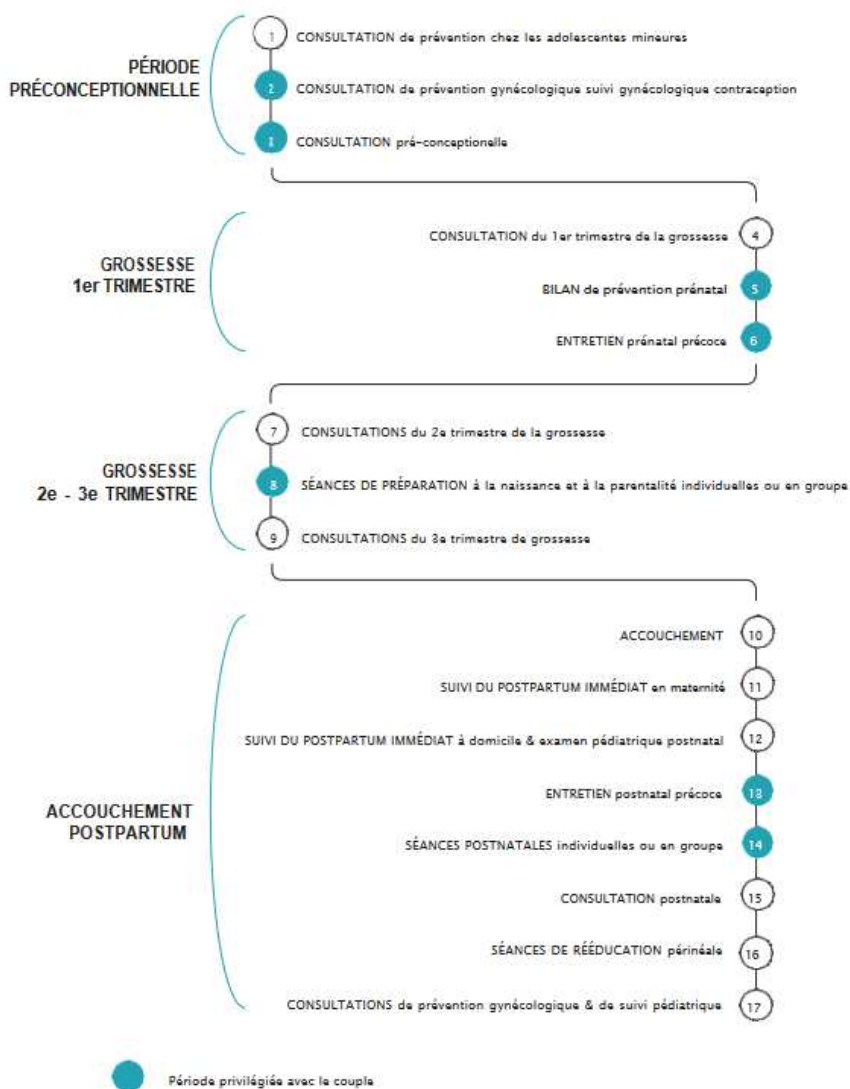 PÉRIODE
PRÉCONCEPTIONNELLE
1 CONSULTATION de prévention chez les adolescentes mineures
2 CONSULTATION de prévention gynécologique suivi gynécologique contraception
3 CONSULTATION pré-conceptionelle
GROSSESSE
1er TRIMESTRE
CONSULTATION du 1er trimestre de la grossesse 4
BILAN de prévention prénatal 5
ENTRETIEN prénatal précoce 6
GROSSESSE
2e - 3e TRIMESTRE
7 CONSULTATIONS du 2e trimestre de la grossesse
8 SÉANCES DE PRÉPARATION à la naissance et à la parentalité individuelles ou en groupe
9 CONSULTATIONS du 3e trimestre de grossesse
ACCOUCHEMENT
POSTPARTUM
ACCOUCHEMENT 10
SUIVI DU POSTPARTUM IMMÉDIAT en maternité 11
SUIVI DU POSTPARTUM IMMÉDIAT à domicile & examen pédiatrique postnatal 12
ENTRETIEN postnatal précoce 13
SÉANCES POSTNATALES individuelles ou en groupe 14
CONSULTATION postnatale 15
SÉANCES DE RÉÉDUCATION périnéale 16
CONSULTATIONS de prévention gynécologique & de suivi pédiatrique 17
Période privilégiée avec le couple